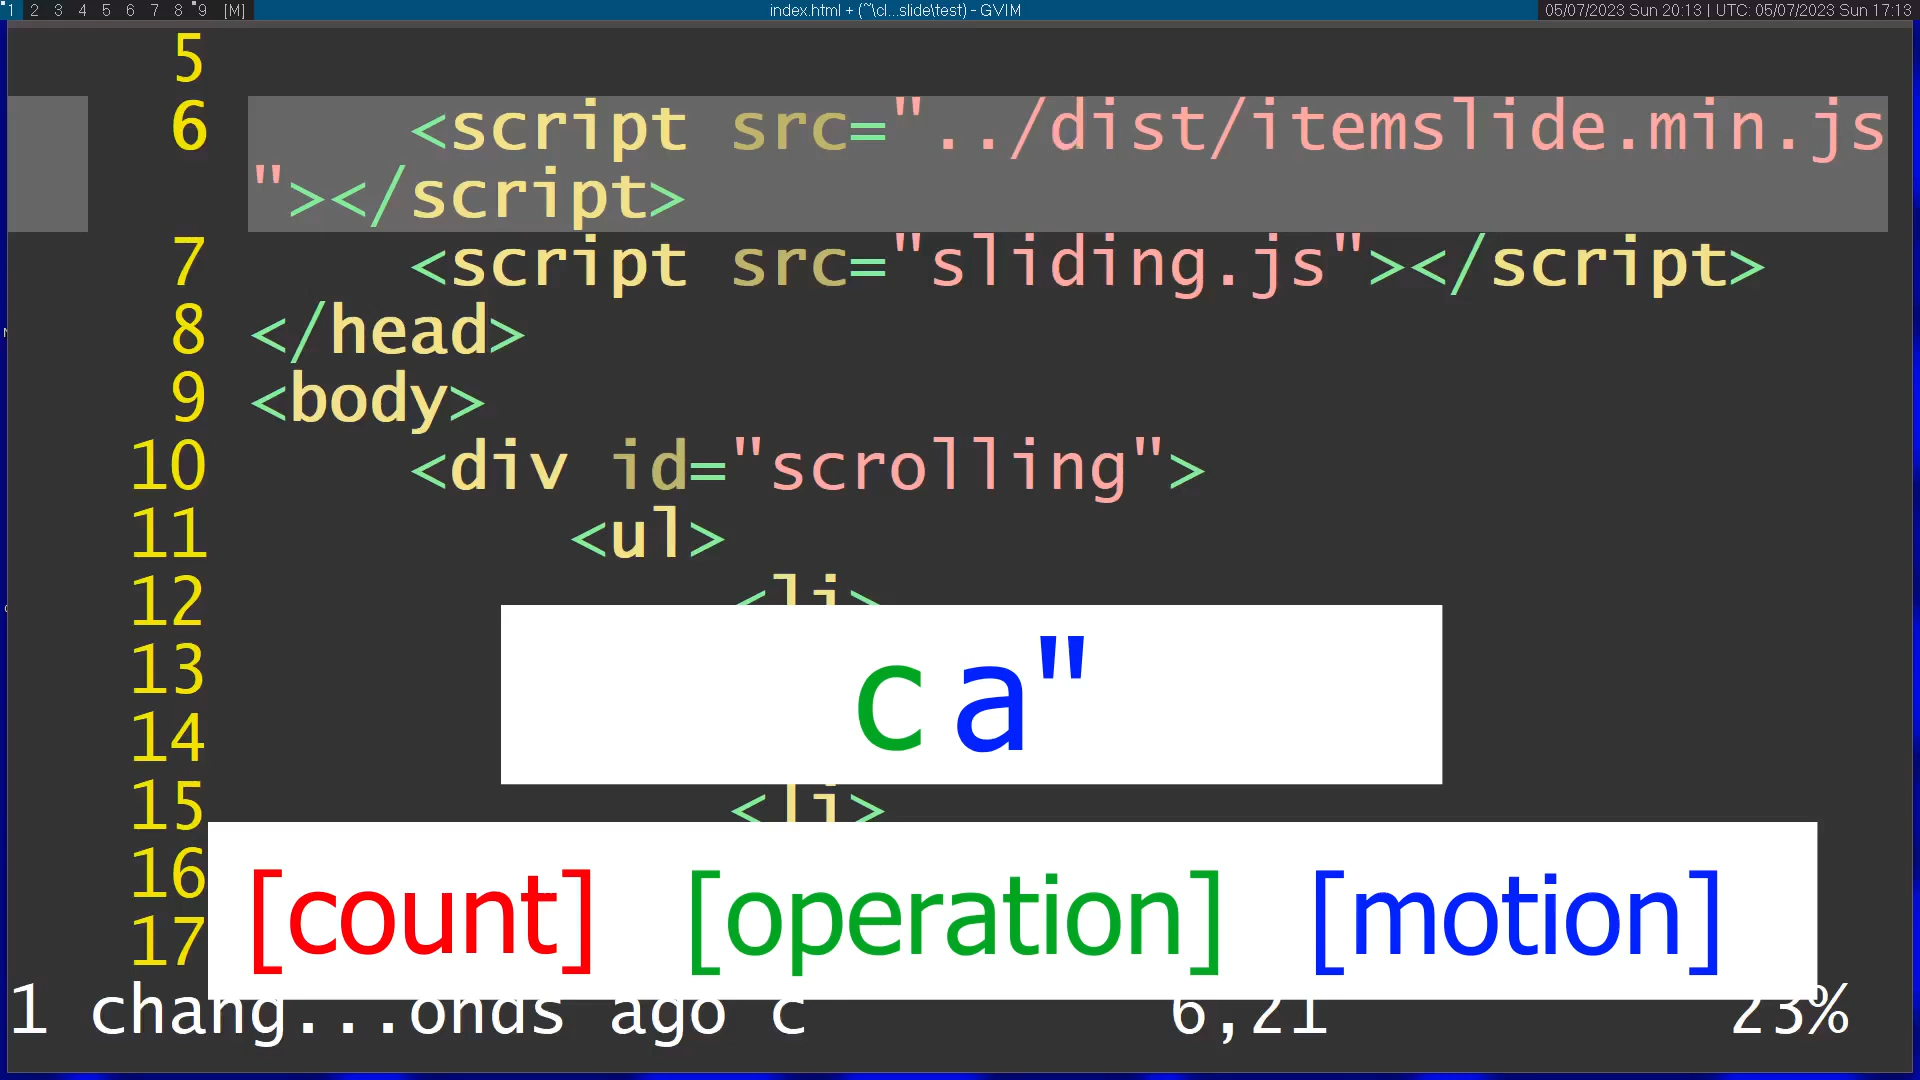 1 2 3 4 5 6 7 8 9 [M] index.html + (~\cl...slide\test) - GVIM 05/07/2023 Sun 20:13 | UTC: 05/07/2023 Sun 17:13
5
6 <script src="../dist/itemslide.min.js
"></script>
7 <script src="sliding.js"></script>
8 </head>
9 <body>
10 <div id="scrolling">
11 <ul>
12 <li>
13
c a"
14
15 <li>
16
[count] [operation] [motion]
17
1 chang...onds ago c 6,21 23%